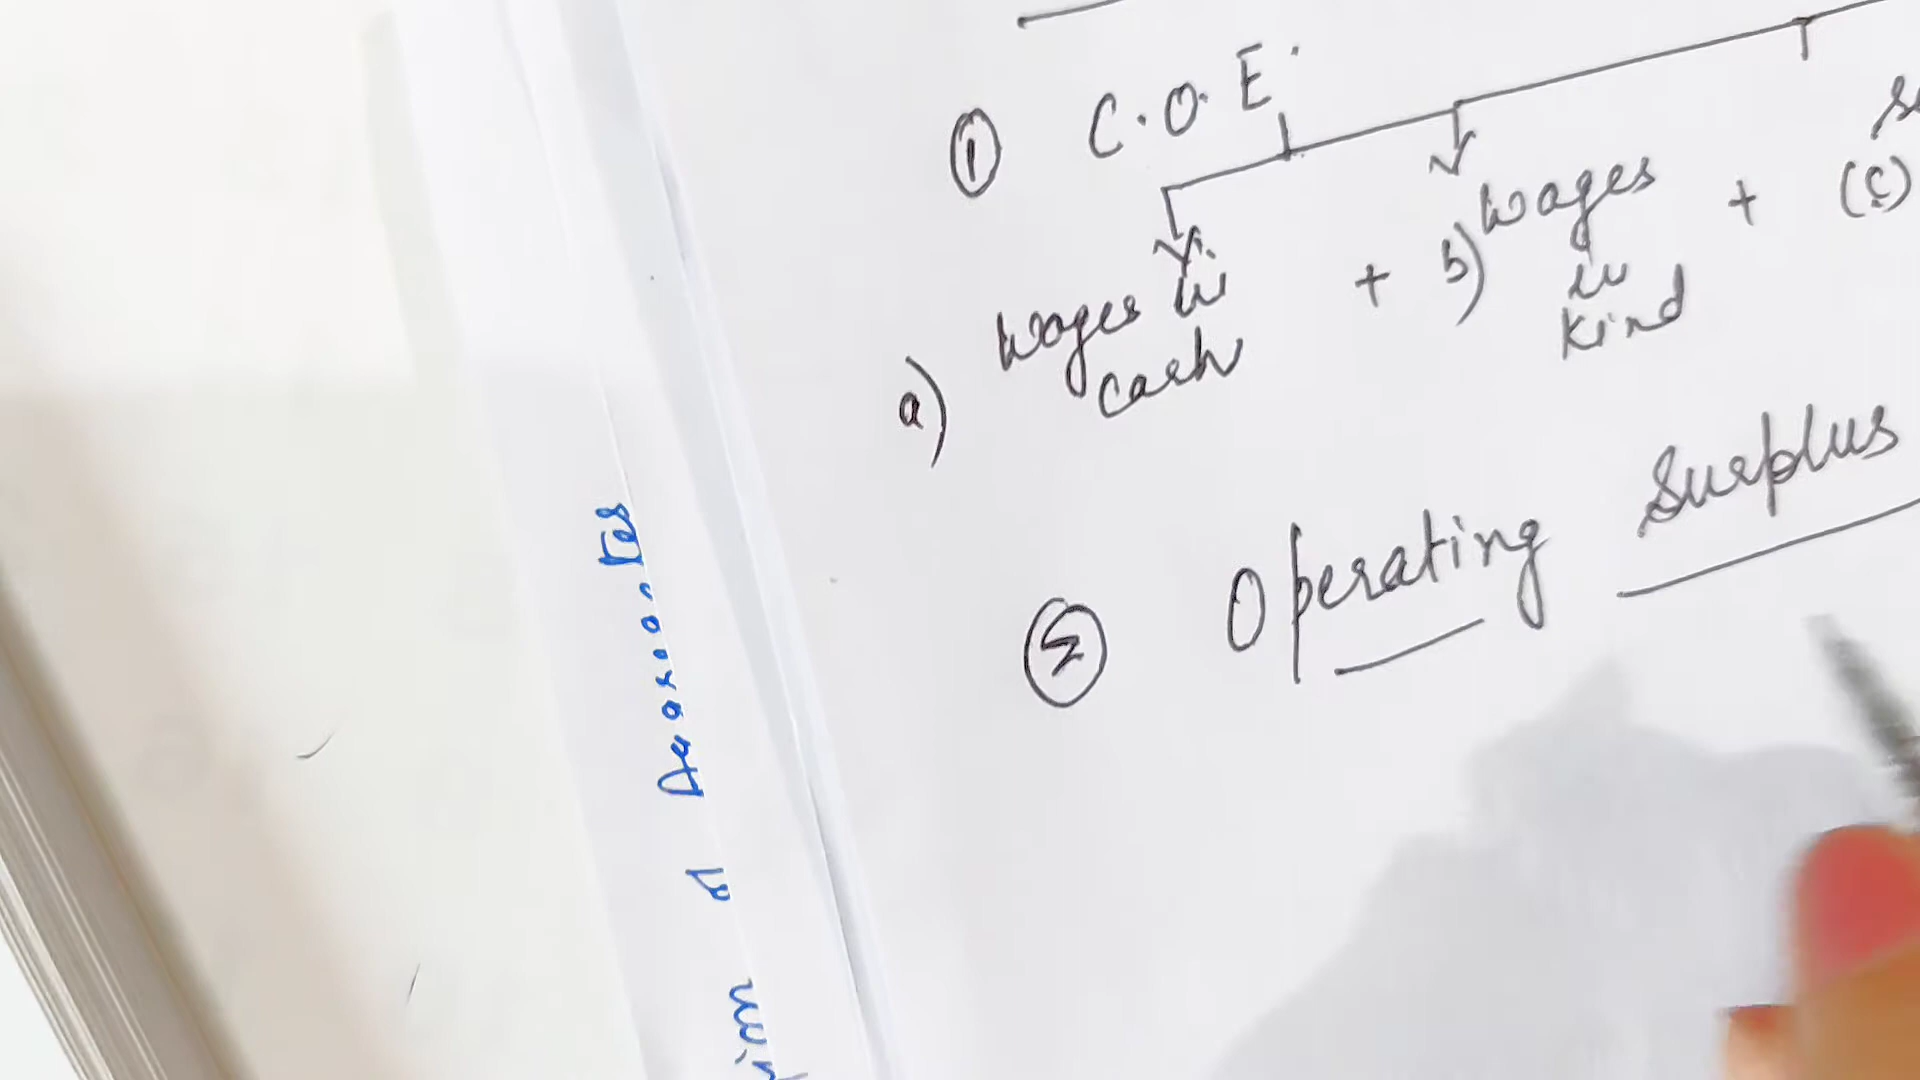 ① C.O.E.
a) wages in cash + b) wages in kind + (c)
② Operating Surplus